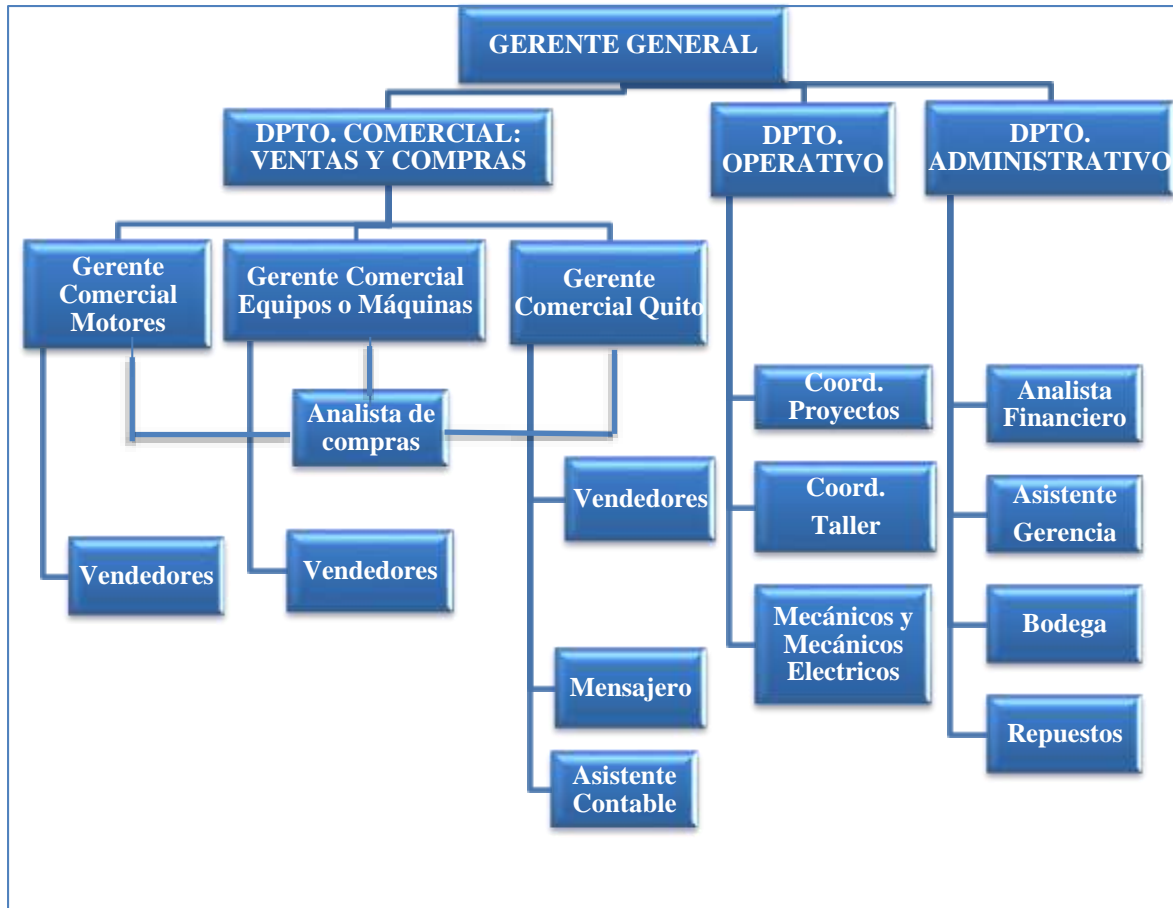 GERENTE GENERAL
DPTO. COMERCIAL:
VENTAS Y COMPRAS
DPTO.
OPERATIVO
DPTO.
ADMINISTRATIVO
Gerente
Comercial
Motores
Gerente Comercial
Equipos o Máquinas
Gerente
Comercial Quito
Analista de
compras
Vendedores
Vendedores
Vendedores
Mensajero
Asistente
Contable
Coord.
Proyectos
Coord.
Taller
Mecánicos y
Mecánicos
Electricos
Analista
Financiero
Asistente
Gerencia
Bodega
Repuestos